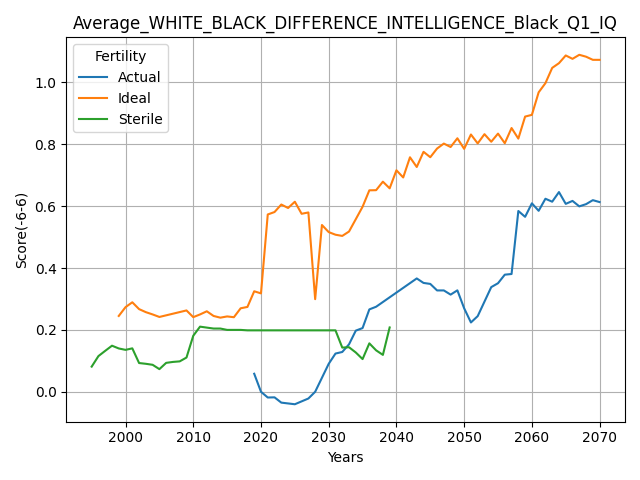 Average_WHITE_BLACK_DIFFERENCE_INTELLIGENCE_Black_Q1_IQ
Fertility
Actual
Ideal
Sterile
Score(-6-6)
1.0
0.8
0.6
0.4
0.2
0.0
2000 2010 2020 2030 2040 2050 2060 2070
Years